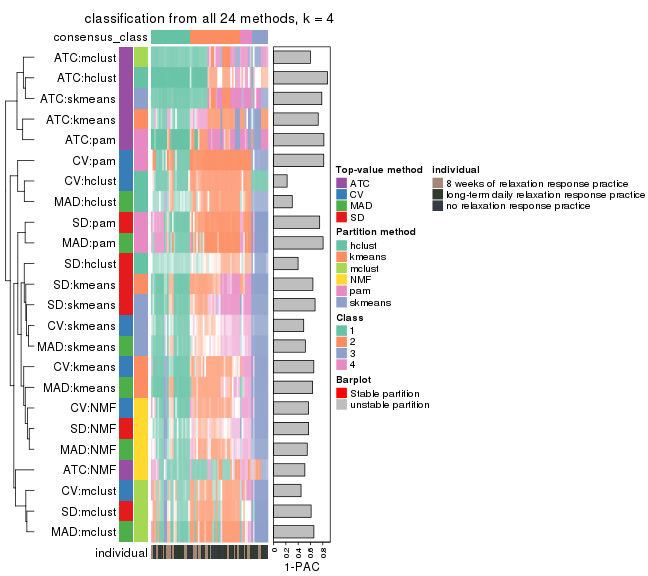 classification from all 24 methods, k = 4
consensus_class
ATC:mclust
ATC:hclust
ATC:skmeans
ATC:kmeans
ATC:pam
CV:pam
CV:hclust
MAD:hclust
SD:pam
MAD:pam
SD:hclust
SD:kmeans
SD:skmeans
CV:skmeans
MAD:skmeans
CV:kmeans
MAD:kmeans
CV:NMF
SD:NMF
MAD:NMF
ATC:NMF
CV:mclust
SD:mclust
MAD:mclust
individual
0 0.2 0.4 0.6 0.8
1-PAC
Top-value method
ATC
CV
MAD
SD
Partition method
hclust
kmeans
mclust
NMF
pam
skmeans
Class
1
2
3
4
Barplot
Stable partition
unstable partition
individual
8 weeks of relaxation response practice
long-term daily relaxation response practice
no relaxation response practice